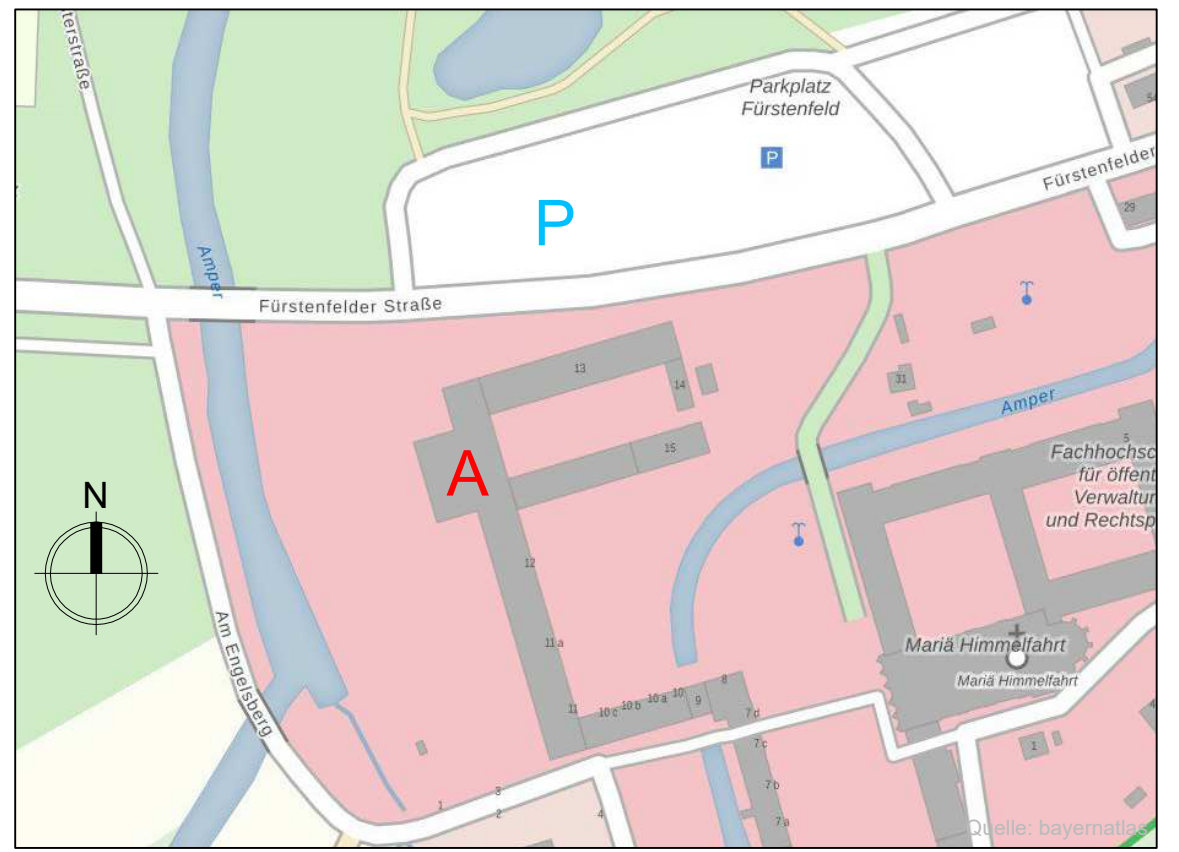 terstraße
Parkplatz
Fürstenfeld
P
P
Fürstenfelder
29
Amper
Fürstenfelder Straße
13
14
31
Amper
15
A
5
Fachhochsc
für öffent
Verwaltur
und Rechtsp
N
12
Am Engelsberg
11 a
Mariä Himmelfahrt
Mariä Himmelfahrt
8
10
10 a
10 b
10 c
11
9
7 d
7 c
1
4
3
7 b
1
2
4
7 a
Quelle: bayernatlas